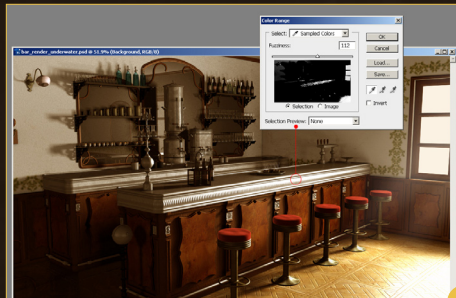 Color Range
Select: Sampled Colors
OK
Fuzziness: 112
Cancel
Load...
Save...
Selection Image
Invert
Selection Preview: None
bar_render_underwater.psd @ 51.9% (Background, RGB/8)